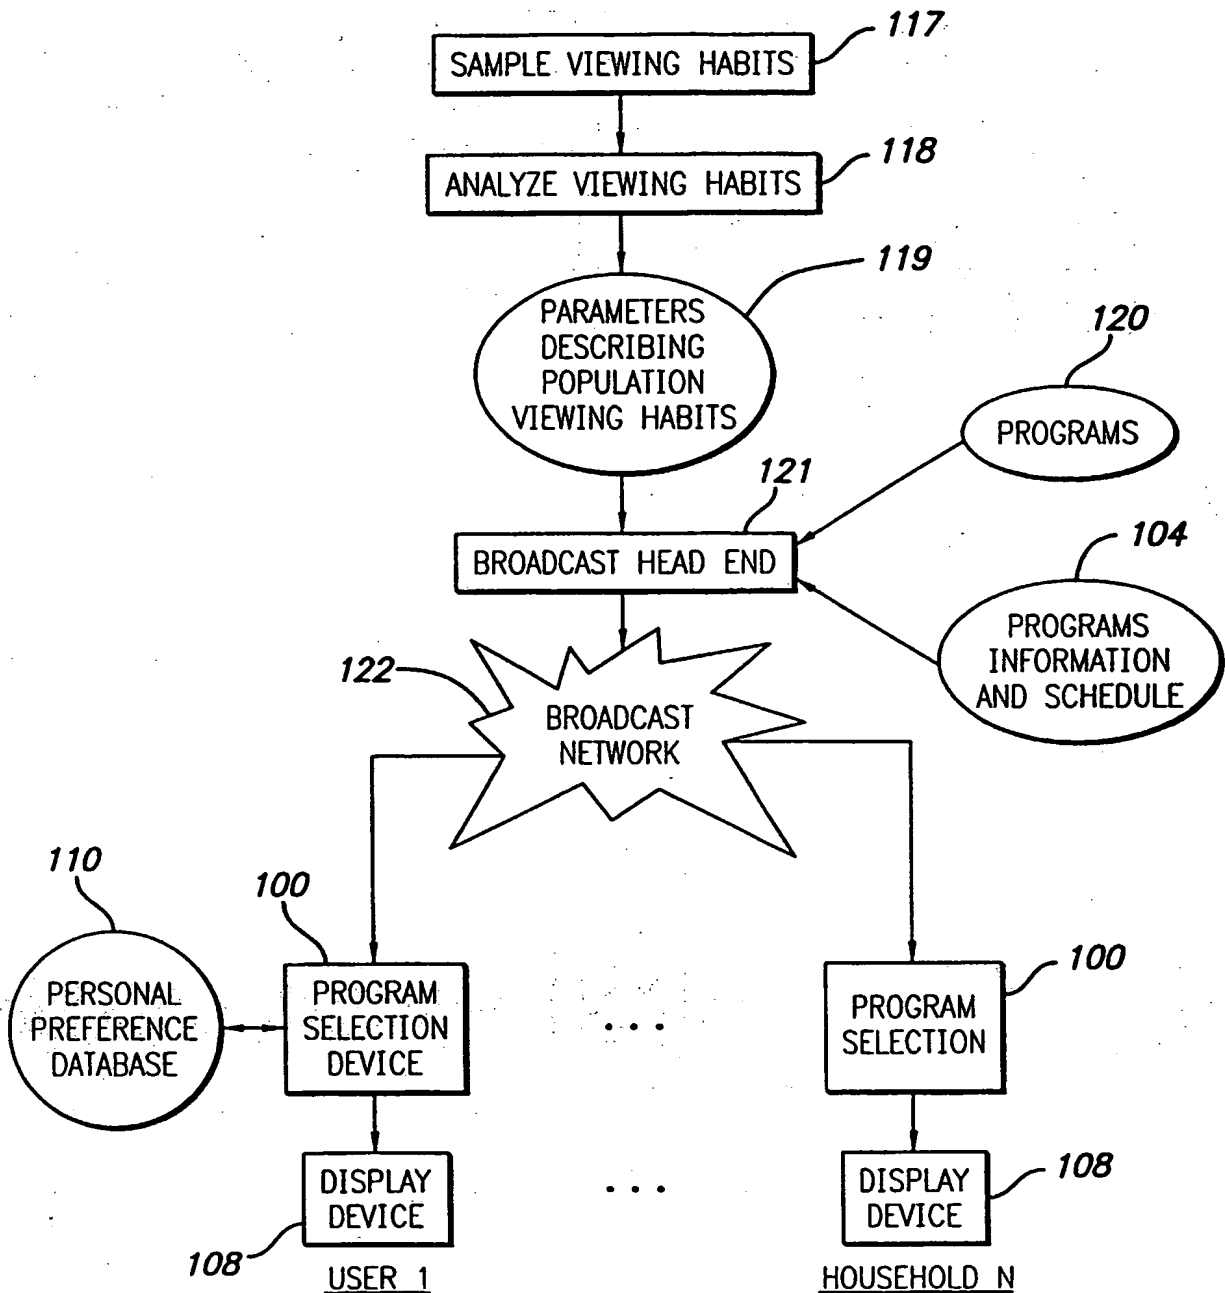 117
SAMPLE VIEWING HABITS
118
ANALYZE VIEWING HABITS
119
PARAMETERS
DESCRIBING
POPULATION
VIEWING HABITS
120
PROGRAMS
121
BROADCAST HEAD END
104
PROGRAMS
INFORMATION
AND SCHEDULE
122
BROADCAST
NETWORK
110
PERSONAL
PREFERENCE
DATABASE
100
PROGRAM
SELECTION
DEVICE
...
100
PROGRAM
SELECTION
DISPLAY
DEVICE
108
...
DISPLAY
DEVICE
108
USER 1
HOUSEHOLD N